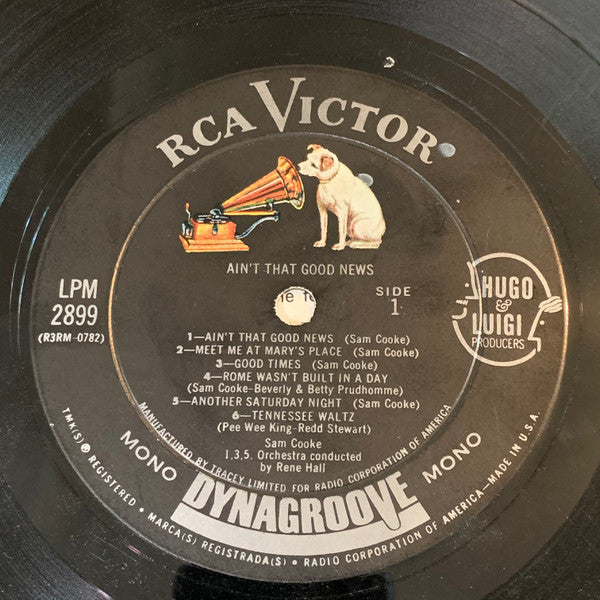 RCA VICTOR
AIN'T THAT GOOD NEWS
LPM
2899
(R3RM-0782)
SIDE
1
HUGO
&
LUIGI
PRODUCERS
1—AIN'T THAT GOOD NEWS (Sam Cooke)
2—MEET ME AT MARY'S PLACE (Sam Cooke)
3—GOOD TIMES (Sam Cooke)
4—ROME WASN'T BUILT IN A DAY
(Sam Cooke-Beverly & Betty Prudhomme)
5—ANOTHER SATURDAY NIGHT (Sam Cooke)
6—TENNESSEE WALTZ
(Pee Wee King-Redd Stewart)
Sam Cooke
1,3,5. Orchestra conducted
by Rene Hall
MANUFACTURED BY TRACEY LIMITED FOR RADIO CORPORATION OF AMERICA
MONO DYNAGROOVE MONO
TMK(S)® REGISTERED • MARCA(S) REGISTRADA(S) • RADIO CORPORATION OF AMERICA—MADE IN U.S.A.